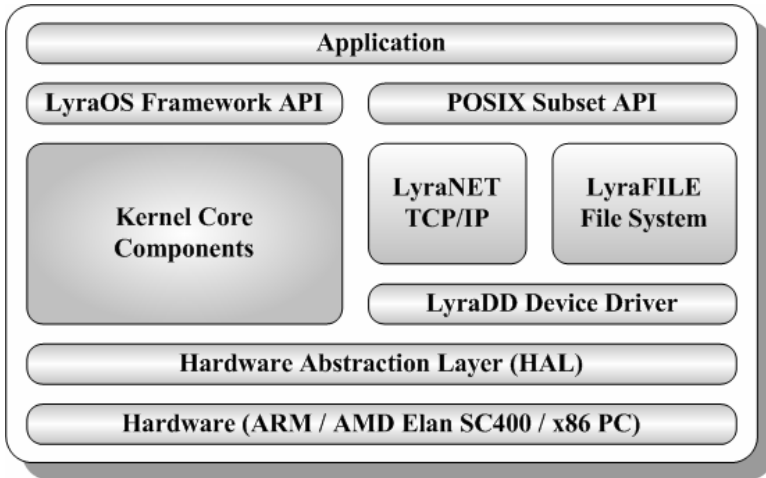 Application
LyraOS Framework API
POSIX Subset API
Kernel Core
Components
LyraNET
TCP/IP
LyraFILE
File System
LyraDD Device Driver
Hardware Abstraction Layer (HAL)
Hardware (ARM / AMD Elan SC400 / x86 PC)